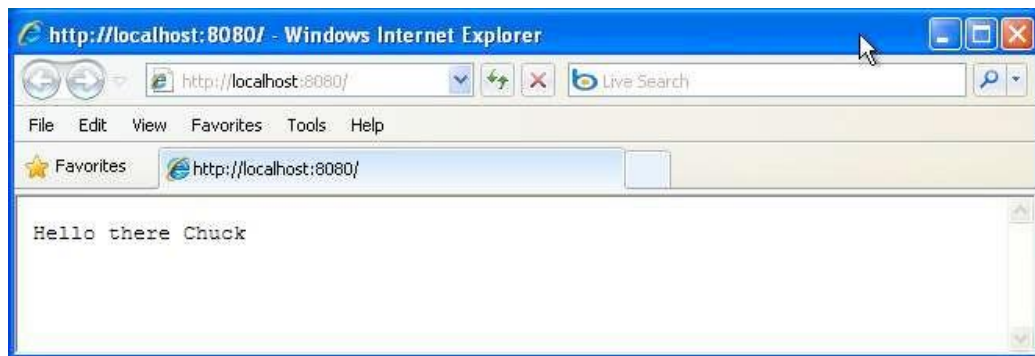 http://localhost:8080/ - Windows Internet Explorer
http://localhost:8080/
Live Search
File Edit View Favorites Tools Help
Favorites
http://localhost:8080/
Hello there Chuck